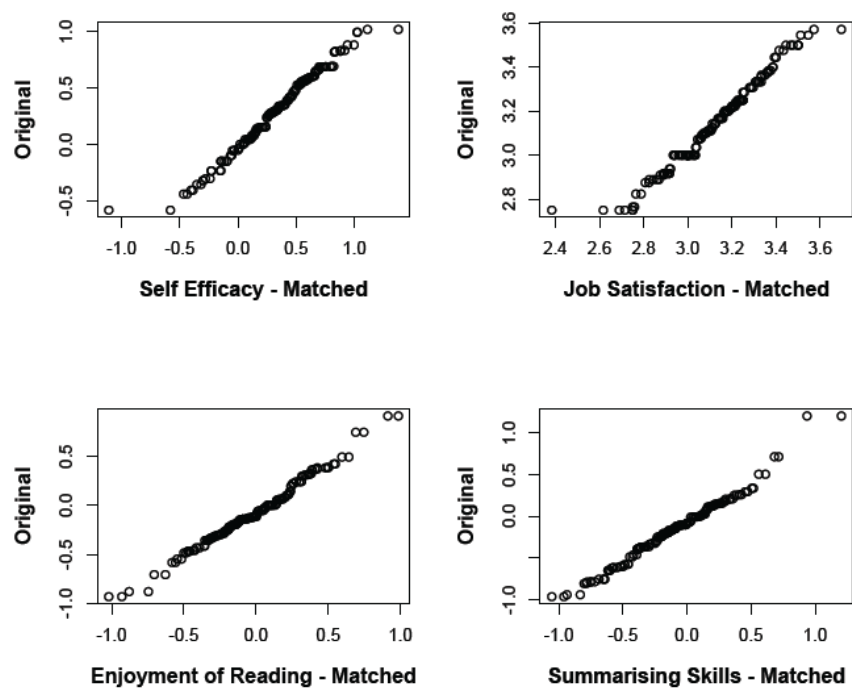 Original
1.0
0.5
0.0
-0.5
-1.0 -0.5 0.0 0.5 1.0
Self Efficacy - Matched
Original
3.6
3.4
3.2
3.0
2.8
2.4 2.6 2.8 3.0 3.2 3.4 3.6
Job Satisfaction - Matched
Original
0.5
0.0
-0.5
-1.0
-1.0 -0.5 0.0 0.5 1.0
Enjoyment of Reading - Matched
Original
1.0
0.5
0.0
-0.5
-1.0
-1.0 -0.5 0.0 0.5 1.0
Summarising Skills - Matched